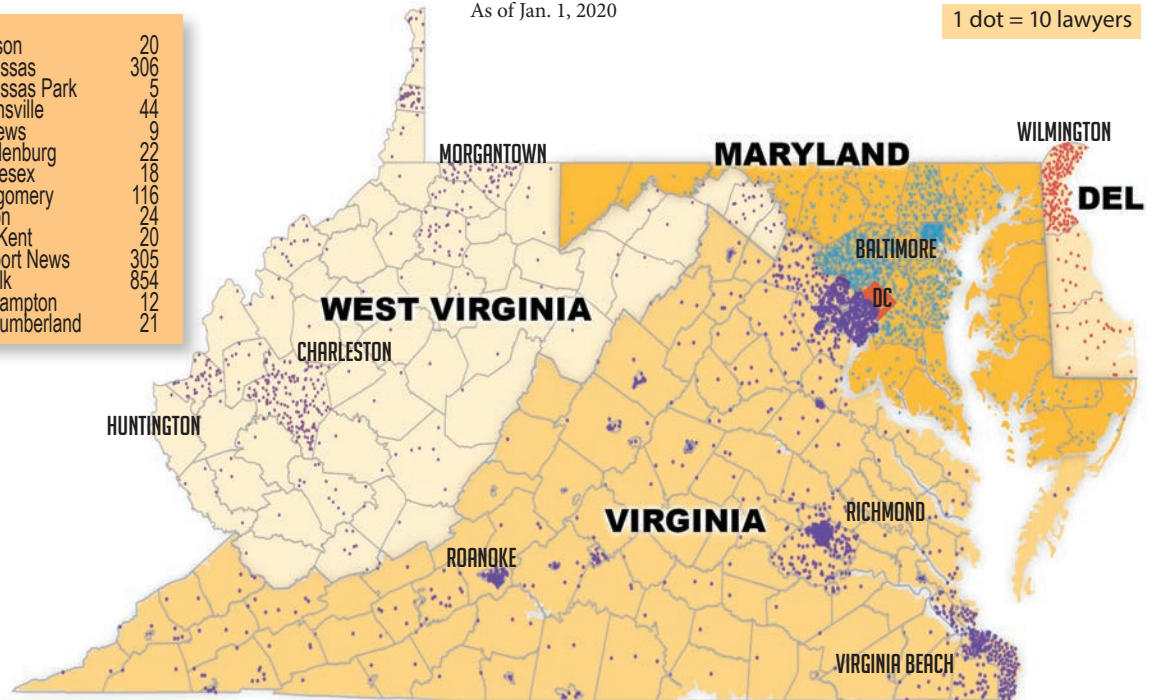 As of Jan. 1, 2020
1 dot = 10 lawyers
son 20
ssas 306
ssas Park 5
nsville 44
ews 9
lenburg 22
esex 18
gomery 116
n 24
Kent 20
ort News 305
lk 854
ampton 12
umberland 21
WILMINGTON
MORGANTOWN
MARYLAND
DEL
BALTIMORE
DC
WEST VIRGINIA
CHARLESTON
HUNTINGTON
RICHMOND
VIRGINIA
ROANOKE
VIRGINIA BEACH